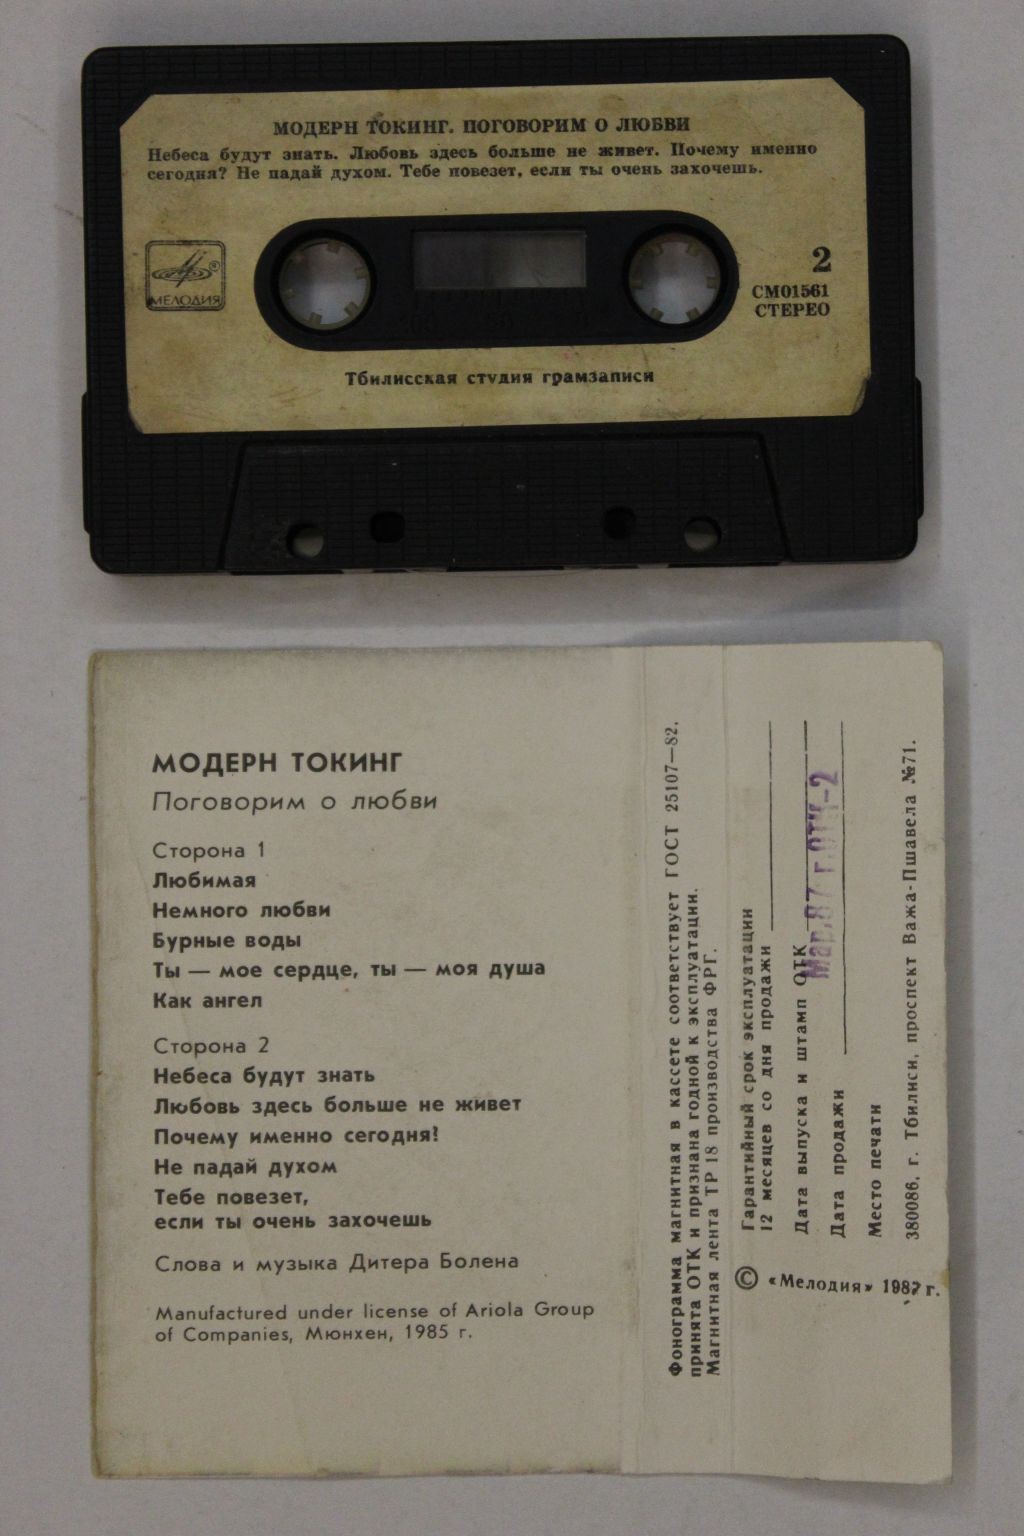 МОДЕРН ТОКИНГ. ПОГОВОРИМ О ЛЮБВИ
Небеса будут знать. Любовь здесь больше не живет. Почему именно
сегодня? Не падай духом. Тебе повезет, если ты очень захочешь.
МЕЛОДИЯ
®
2
СМ01561
СТЕРЕО
Тбилисская студия грамзаписи
МОДЕРН ТОКИНГ
Поговорим о любви
Сторона 1
Любимая
Немного любви
Бурные воды
Ты — мое сердце, ты — моя душа
Как ангел
Сторона 2
Небеса будут знать
Любовь здесь больше не живет
Почему именно сегодня!
Не падай духом
Тебе повезет,
если ты очень захочешь
Слова и музыка Дитера Болена
Manufactured under license of Ariola Group
of Companies, Мюнхен, 1985 г.
Фонограмма магнитная в кассете соответствует ГОСТ 25107—82,
принята ОТК и признана годной к эксплуатации.
Магнитная лента ТР 18 производства ФРГ.
Гарантийный срок эксплуатации
12 месяцев со дня продажи
Дата выпуска и штамп ОТК
Мар.87 г.ОТК-2
Дата продажи
Место печати
380086, г. Тбилиси, проспект Важа-Пшавела №71.
© «Мелодия» 1987 г.